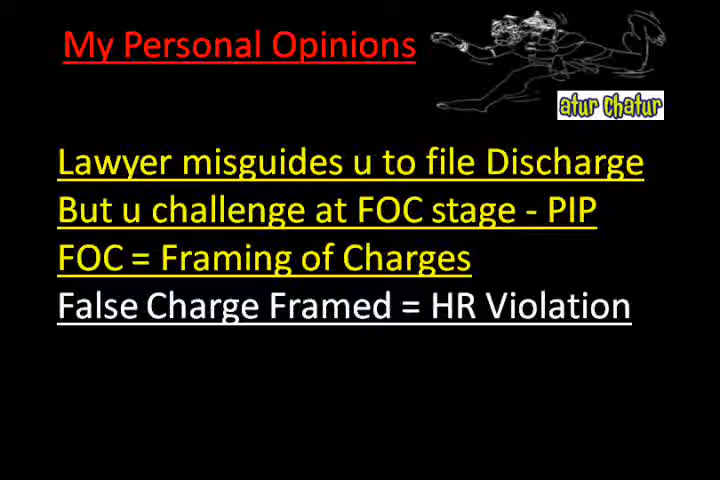 My Personal Opinions
atur chatur
Lawyer misguides u to file Discharge
But u challenge at FOC stage - PIP
FOC = Framing of Charges
False Charge Framed = HR Violation